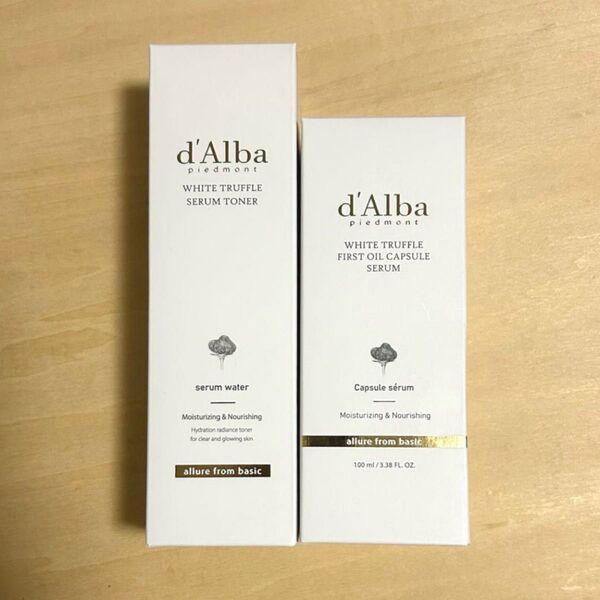 d'Alba
piedmont
WHITE TRUFFLE
SERUM TONER
serum water
Moisturizing & Nourishing
Hydration radiance toner
for clear and glowing skin
allure from basic
d'Alba
piedmont
WHITE TRUFFLE
FIRST OIL CAPSULE
SERUM
Capsule sérum
Moisturizing & Nourishing
allure from basic
100 ml / 3.38 FL. OZ.